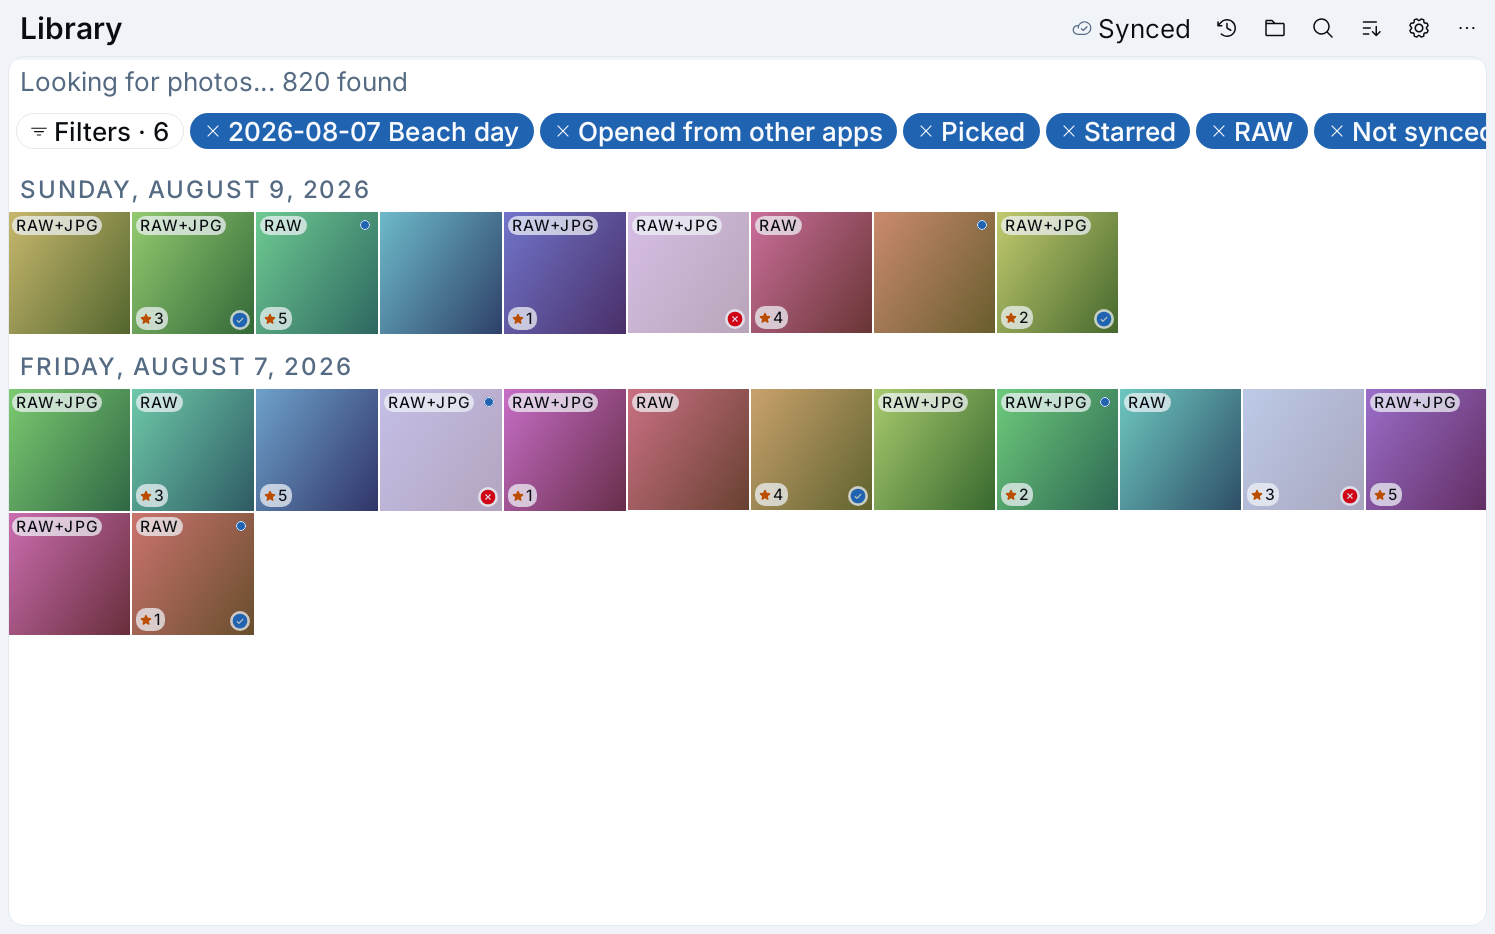 Library
Synced
Looking for photos... 820 found
Filters · 6
2026-08-07 Beach day
Opened from other apps
Picked
Starred
RAW
Not synced
SUNDAY, AUGUST 9, 2026
RAW+JPG
RAW+JPG
RAW
RAW+JPG
RAW+JPG
RAW
RAW+JPG
3
5
1
4
2
FRIDAY, AUGUST 7, 2026
RAW+JPG
RAW
RAW+JPG
RAW+JPG
RAW
RAW+JPG
RAW+JPG
RAW
RAW+JPG
3
5
1
4
2
3
5
RAW+JPG
RAW
1